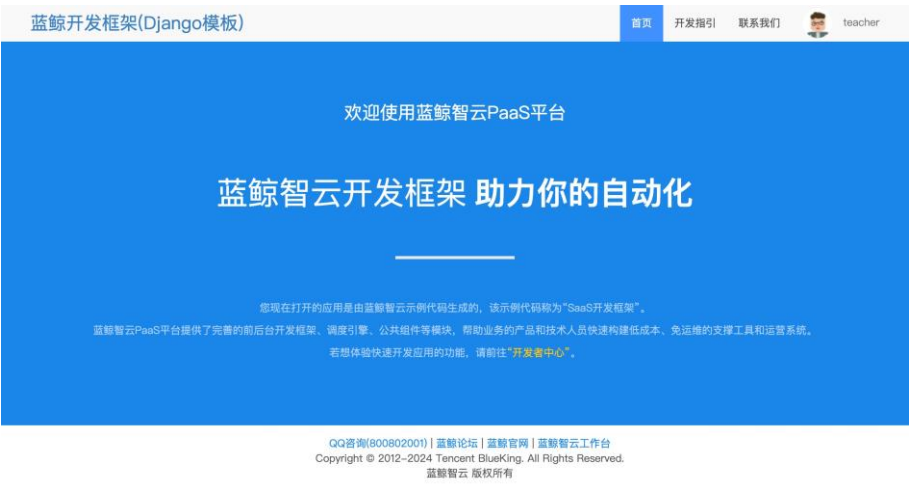 蓝鲸开发框架(Django模板)
首页 开发指引 联系我们 teacher
欢迎使用蓝鲸智云PaaS平台
蓝鲸智云开发框架 助力你的自动化
您现在打开的应用是由蓝鲸智云示例代码生成的，该示例代码称为“SaaS开发框架”。
蓝鲸智云PaaS平台提供了完善的前后台开发框架、调度引擎、公共组件等模块，帮助业务的产品和技术人员快速构建低成本、免运维的支撑工具和运营系统。
若想体验快速开发应用的功能，请前往“开发者中心”。
QQ咨询(800802001) | 蓝鲸论坛 | 蓝鲸官网 | 蓝鲸智云工作台
Copyright © 2012–2024 Tencent BlueKing. All Rights Reserved.
蓝鲸智云 版权所有